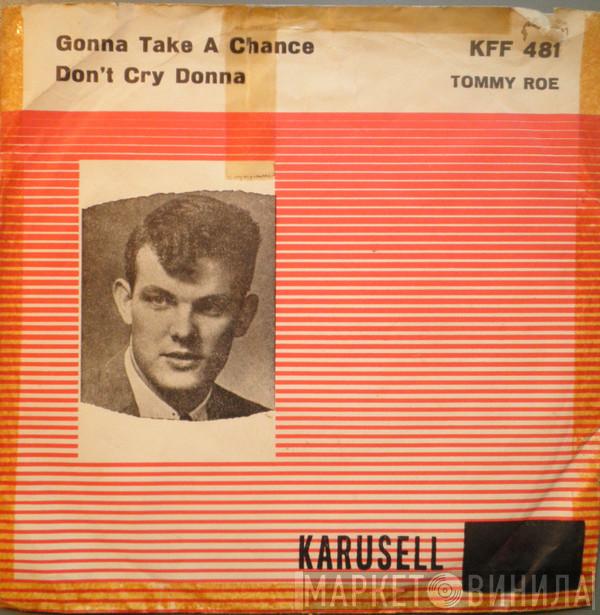 Gonna Take A Chance
Don't Cry Donna
KFF 481
TOMMY ROE
KARUSELL
МАРКЕТ ВИНИЛА